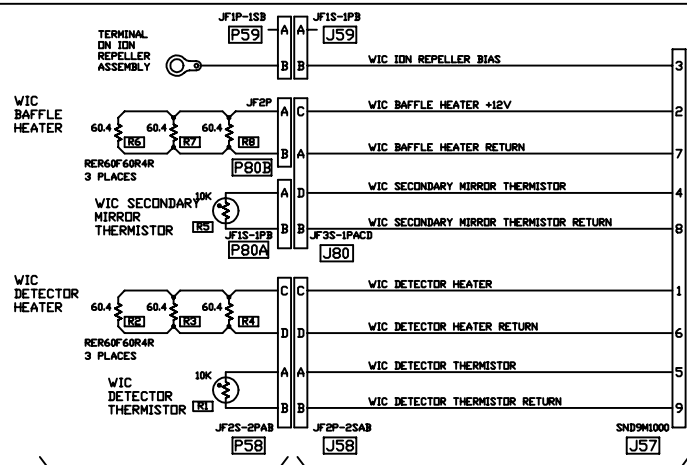 JF1P-1SB JF1S-1PB
P59 J59
TERMINAL
ON ION
REPELLER
ASSEMBLY
A A
B B WIC ION REPELLER BIAS 3
WIC
BAFFLE
HEATER
JF2P
60.4 R6 60.4 R7 60.4 R8
RER60F60R4R
3 PLACES
A C WIC BAFFLE HEATER +12V 2
B A WIC BAFFLE HEATER RETURN 7
P80B
WIC SECONDARY
MIRROR
THERMISTOR
10K
R5
A D WIC SECONDARY MIRROR THERMISTOR 4
B B WIC SECONDARY MIRROR THERMISTOR RETURN 8
JF1S-1PB JF3S-1PACD
P80A J80
WIC
DETECTOR
HEATER
60.4 R2 60.4 R3 60.4 R4
RER60F60R4R
3 PLACES
C C WIC DETECTOR HEATER 1
D D WIC DETECTOR HEATER RETURN 6
WIC
DETECTOR
THERMISTOR
10K
R1
A A WIC DETECTOR THERMISTOR 5
B B WIC DETECTOR THERMISTOR RETURN 9
JF2S-2PAB JF2P-2SAB SND9M1000
P58 J58 J57